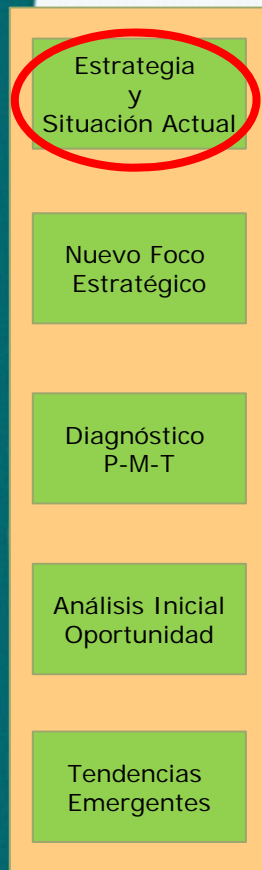 Estrategia
y
Situación Actual
Nuevo Foco
Estratégico
Diagnóstico
P-M-T
Análisis Inicial
Oportunidad
Tendencias
Emergentes